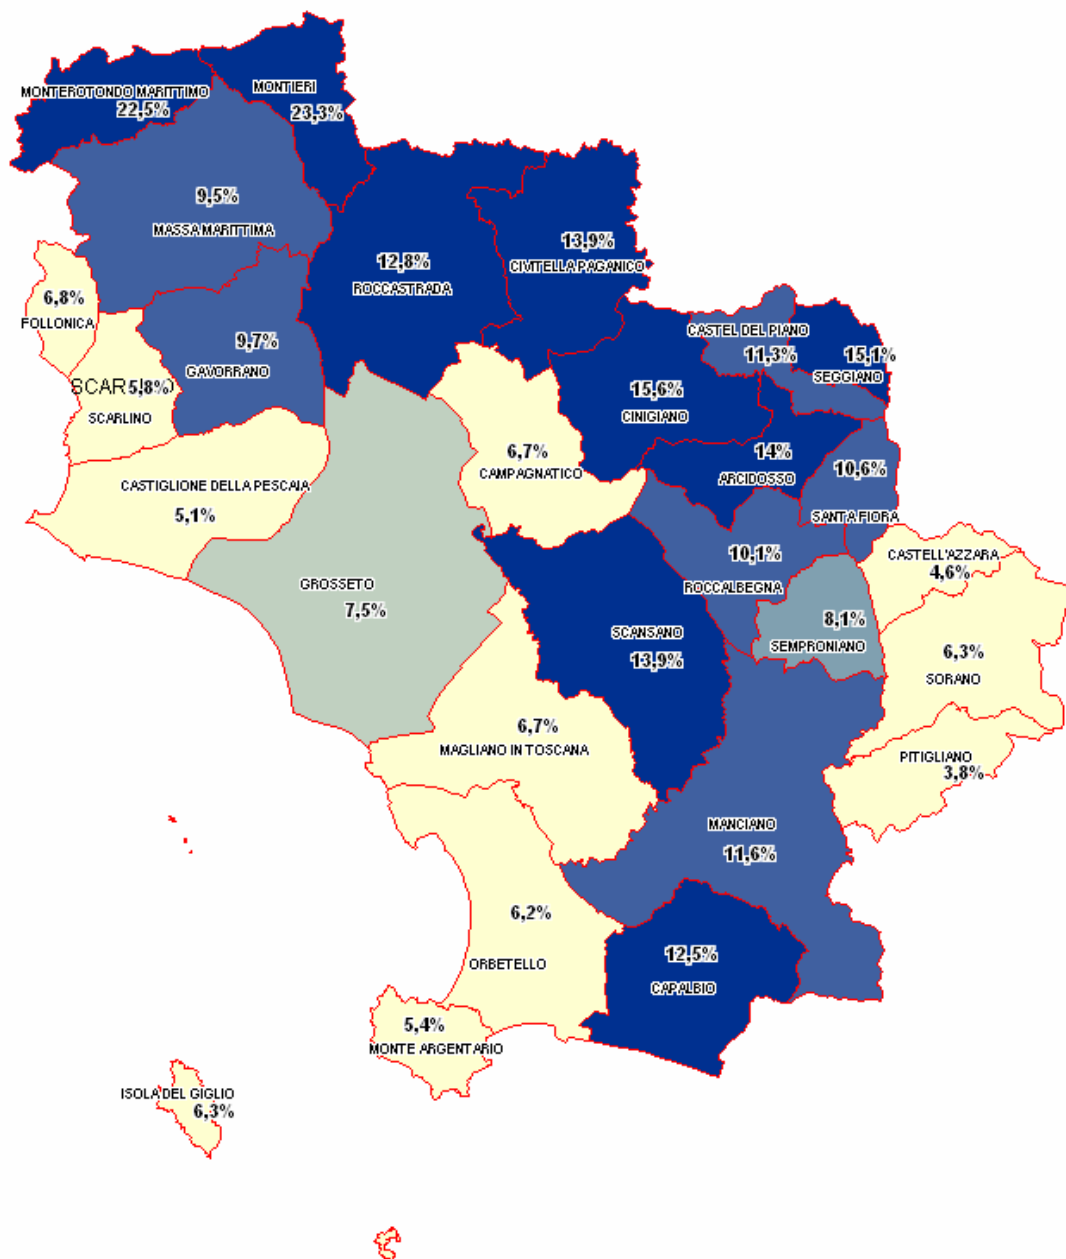 MONTEROTONDO MARITTIMO
22,5%
MONTIERI
23,3%
9,5%
MASSA MARITTIMA
12,8%
ROCCASTRADA
13,9%
CIVITELLA PAGANICO
6,8%
FOLLONICA
9,7%
GAVORRANO
5,8%
SCARLINO
CASTEL DEL PIANO
11,3%
15,1%
SEGGIANO
15,6%
CINIGIANO
6,7%
CAMPAGNATICO
14%
ARCIDOSSO
10,6%
SANTA FIORA
CASTIGLIONE DELLA PESCAIA
5,1%
GROSSETO
7,5%
10,1%
ROCCALBEGNA
CASTELL'AZZARA
4,6%
SCANSANO
13,9%
8,1%
SEMPRONIANO
6,3%
SORANO
6,7%
MAGLIANO IN TOSCANA
PITIGLIANO
3,8%
MANCIANO
11,6%
6,2%
ORBETELLO
12,5%
CAPALBIO
5,4%
MONTE ARGENTARIO
ISOLA DEL GIGLIO
6,3%